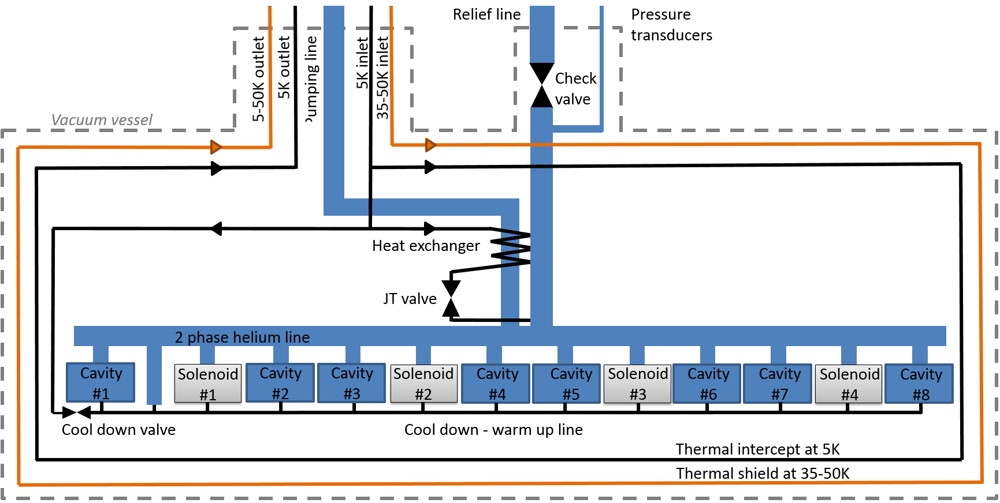 Relief line
Pressure
transducers
5-50K outlet
5K outlet
Pumping line
5K inlet
35-50K inlet
Check
valve
Vacuum vessel
Heat exchanger
JT valve
2 phase helium line
Cavity
#1
Solenoid
#1
Cavity
#2
Cavity
#3
Solenoid
#2
Cavity
#4
Cavity
#5
Solenoid
#3
Cavity
#6
Cavity
#7
Solenoid
#4
Cavity
#8
Cool down valve
Cool down - warm up line
Thermal intercept at 5K
Thermal shield at 35-50K